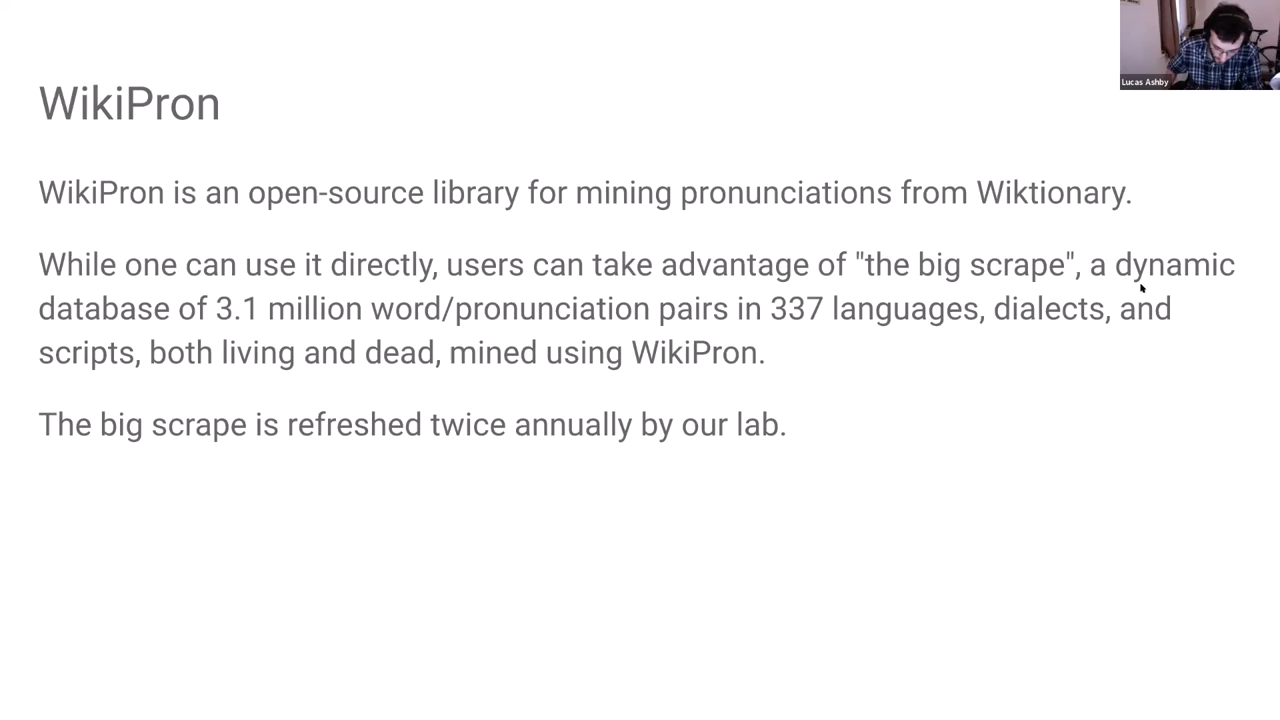 Lucas Ashby
WikiPron
WikiPron is an open-source library for mining pronunciations from Wiktionary.
While one can use it directly, users can take advantage of "the big scrape", a dynamic
database of 3.1 million word/pronunciation pairs in 337 languages, dialects, and
scripts, both living and dead, mined using WikiPron.
The big scrape is refreshed twice annually by our lab.